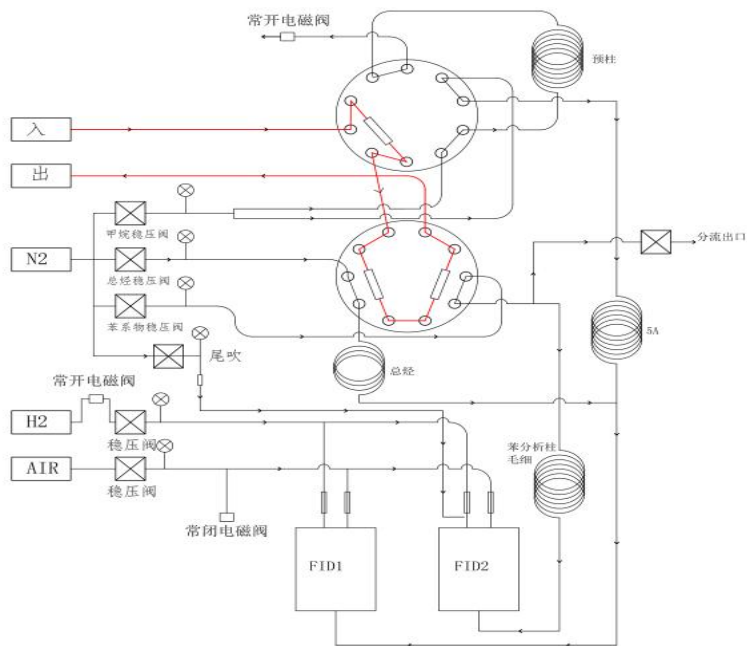 常开电磁阀
预柱
入
出
甲烷稳压阀
分流出口
N2
总烃稳压阀
苯系物稳压阀
尾吹
5A
总烃
常开电磁阀
H2
稳压阀
苯分析柱
毛细
AIR
稳压阀
常闭电磁阀
FID1
FID2